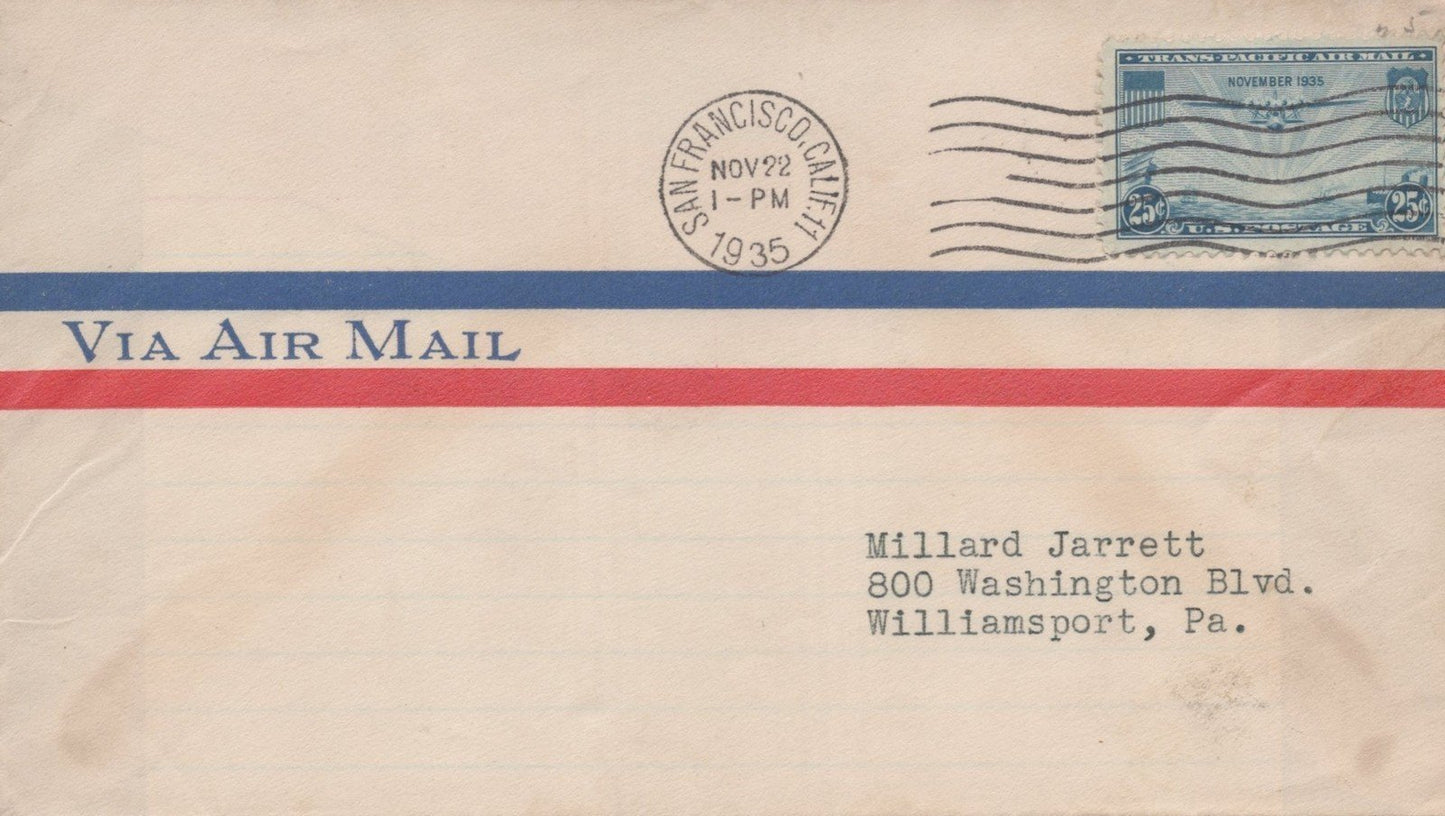 TRANS-PACIFIC AIR MAIL
NOVEMBER 1935
25¢ 25¢
U.S. POSTAGE
SAN FRANCISCO, CALIF. 11
NOV 22
1-PM
1935
VIA AIR MAIL
Millard Jarrett
800 Washington Blvd.
Williamsport, Pa.